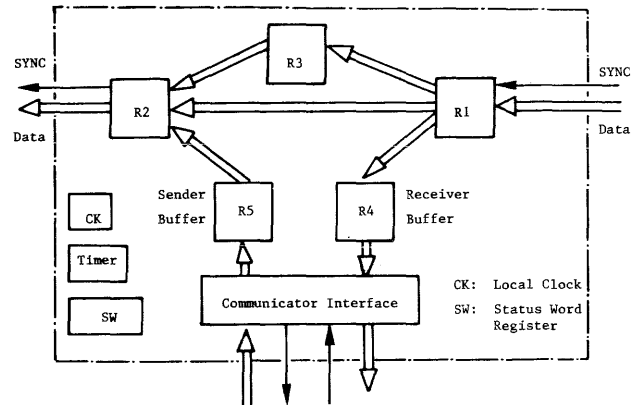 SYNC
R3
SYNC
R2
R1
Data
Data
Sender
Buffer
R5
R4
Receiver
Buffer
CK
Timer
SW
Communicator Interface
CK: Local Clock
SW: Status Word
Register